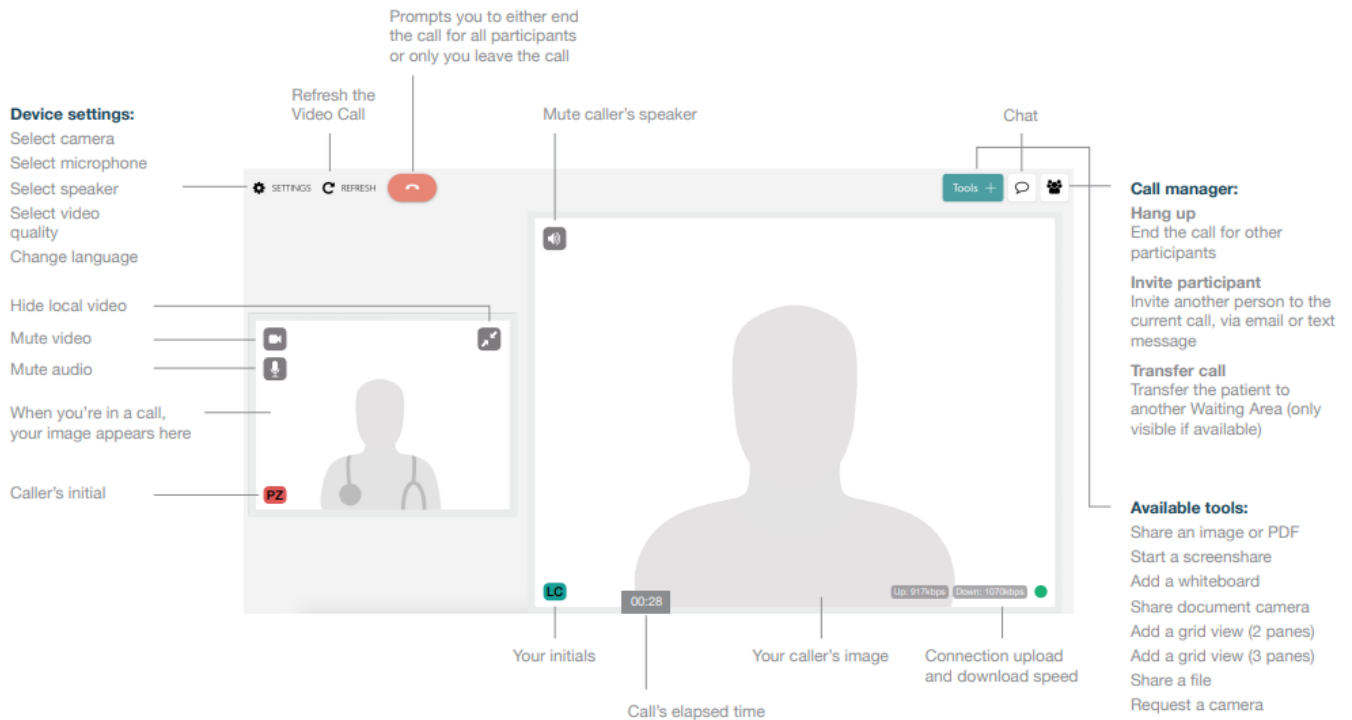 Prompts you to either end
the call for all participants
or only you leave the call
Refresh the
Video Call
Mute caller's speaker
Chat
Device settings:
Select camera
Select microphone
Select speaker
Select video
quality
Change language
Hide local video
Mute video
Mute audio
When you're in a call,
your image appears here
Caller's initial
SETTINGS
REFRESH
Tools +
PZ
LC
00:28
Up: 917kbps
Down: 1070kbps
Your initials
Call's elapsed time
Your caller's image
Connection upload
and download speed
Call manager:
Hang up
End the call for other
participants
Invite participant
Invite another person to the
current call, via email or text
message
Transfer call
Transfer the patient to
another Waiting Area (only
visible if available)
Available tools:
Share an image or PDF
Start a screenshare
Add a whiteboard
Share document camera
Add a grid view (2 panes)
Add a grid view (3 panes)
Share a file
Request a camera